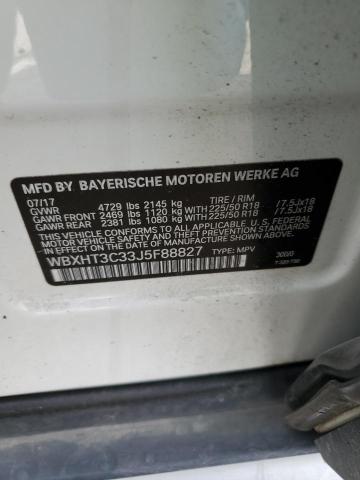 MFD BY BAYERISCHE MOTOREN WERKE AG
07/17 TIRE / RIM
GVWR 4729 lbs 2145 kg
GAWR FRONT 2469 lbs 1120 kg WITH 225/50 R18 /7.5Jx18
GAWR REAR 2381 lbs 1080 kg WITH 225/50 R18 /7.5Jx18
THIS VEHICLE CONFORMS TO ALL APPLICABLE FEDERAL
MOTOR VEHICLE SAFETY, BUMPER, AND THEFT PREVENTION
STANDARDS IN EFFECT ON THE DATE OF MANUFACTURE
SHOWN ABOVE.
WBXHT3C33J5F88827 TYPE: MPV